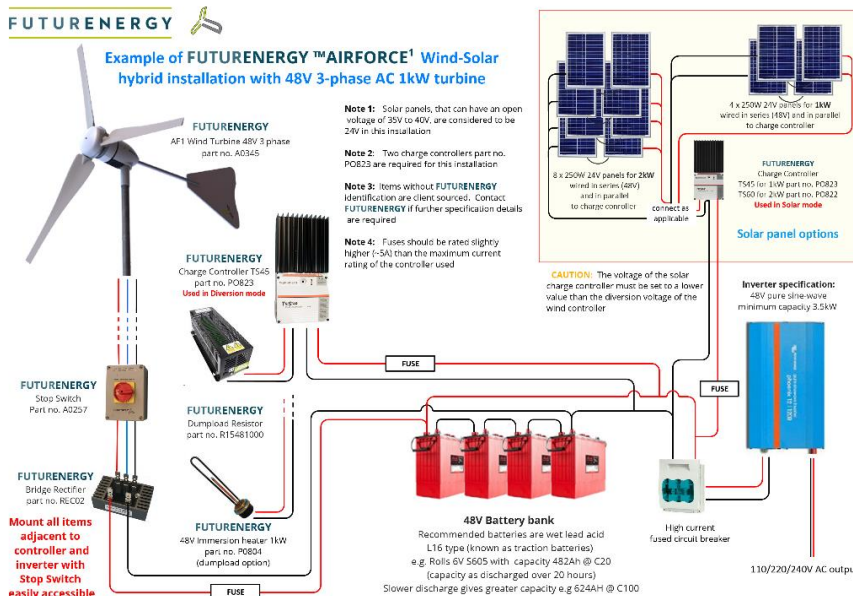 FUTURENERGY
Example of FUTURENERGY ™AIRFORCE¹ Wind-Solar
hybrid installation with 48V 3-phase AC 1kW turbine
FUTURENERGY
AF1 Wind Turbine 48V 3 phase
part no. A0345
Note 1: Solar panels, that can have an open
voltage of 35V to 40V, are considered to be
24V in this installation
Note 2: Two charge controllers part no.
PO823 are required for this installation
Note 3: Items without FUTURENERGY
identification are client sourced. Contact
FUTURENERGY if further specification details
are required
Note 4: Fuses should be rated slightly
higher (~5A) than the maximum current
rating of the controller used
4 x 250W 24V panels for 1kW
wired in series (48V) and in parallel
to charge controller
8 x 250W 24V panels for 2kW
wired in series (48V)
and in parallel
to charge controller
connect as
applicable
FUTURENERGY
Charge Controller
TS45 for 1kW part no. PO823
TS60 for 2kW part no. PO822
Used in Solar mode
Solar panel options
FUTURENERGY
Charge Controller TS45
part no. PO823
Used in Diversion mode
CAUTION: The voltage of the solar
charge controller must be set to a lower
value than the diversion voltage of the
wind controller
Inverter specification:
48V pure sine-wave
minimum capacity 3.5kW
FUSE
FUSE
FUTURENERGY
Stop Switch
Part no. A0257
FUTURENERGY
Dumpload Resistor
part no. R15481000
FUTURENERGY
Bridge Rectifier
part no. REC02
Mount all items
adjacent to
controller and
inverter with
Stop Switch
easily accessible
FUTURENERGY
48V Immersion heater 1kW
part no. P0804
(dumpload option)
FUSE
48V Battery bank
Recommended batteries are wet lead acid
L16 type (known as traction batteries)
e.g. Rolls 6V S605 with capacity 482Ah @ C20
(capacity as discharged over 20 hours)
Slower discharge gives greater capacity e.g 624AH @ C100
High current
fused circuit breaker
110/220/240V AC outpu